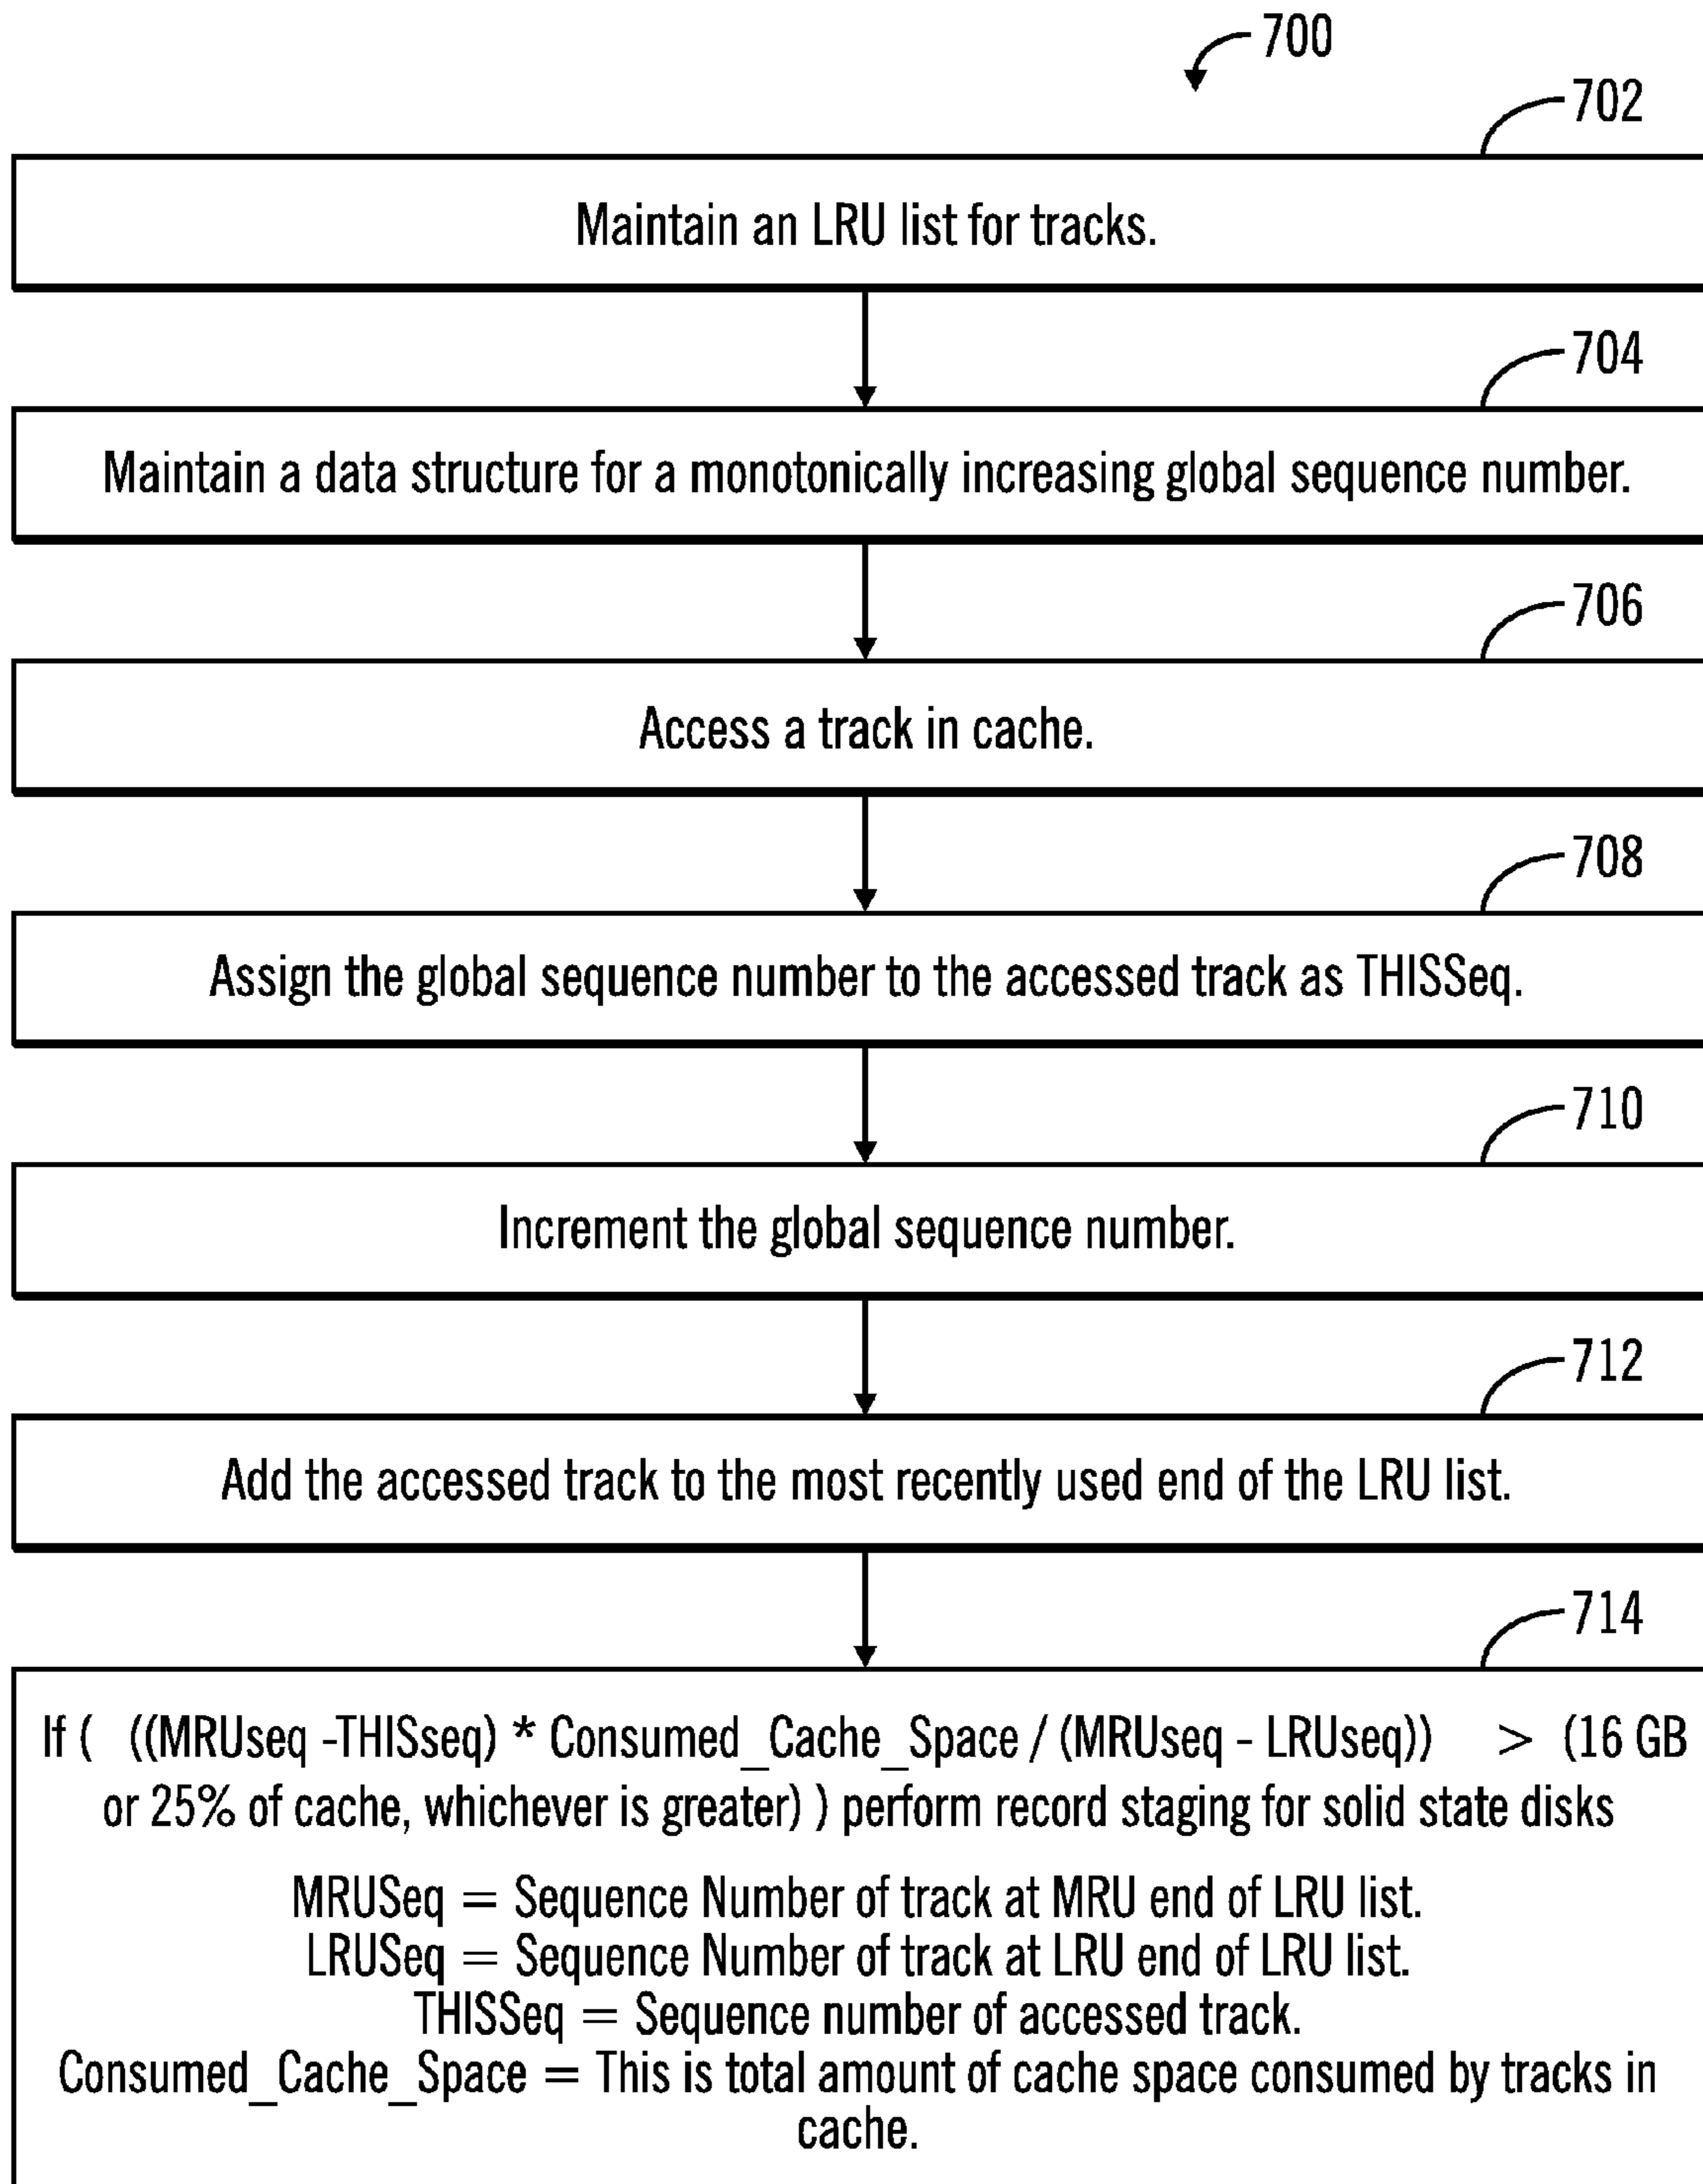 700
702
Maintain an LRU list for tracks.
704
Maintain a data structure for a monotonically increasing global sequence number.
706
Access a track in cache.
708
Assign the global sequence number to the accessed track as THISSeq.
710
Increment the global sequence number.
712
Add the accessed track to the most recently used end of the LRU list.
714
If ( ((MRUseq -THISseq) * Consumed_Cache_Space / (MRUseq - LRUseq)) > (16 GB
or 25% of cache, whichever is greater) ) perform record staging for solid state disks
MRUSeq = Sequence Number of track at MRU end of LRU list.
LRUSeq = Sequence Number of track at LRU end of LRU list.
THISSeq = Sequence number of accessed track.
Consumed_Cache_Space = This is total amount of cache space consumed by tracks in
cache.